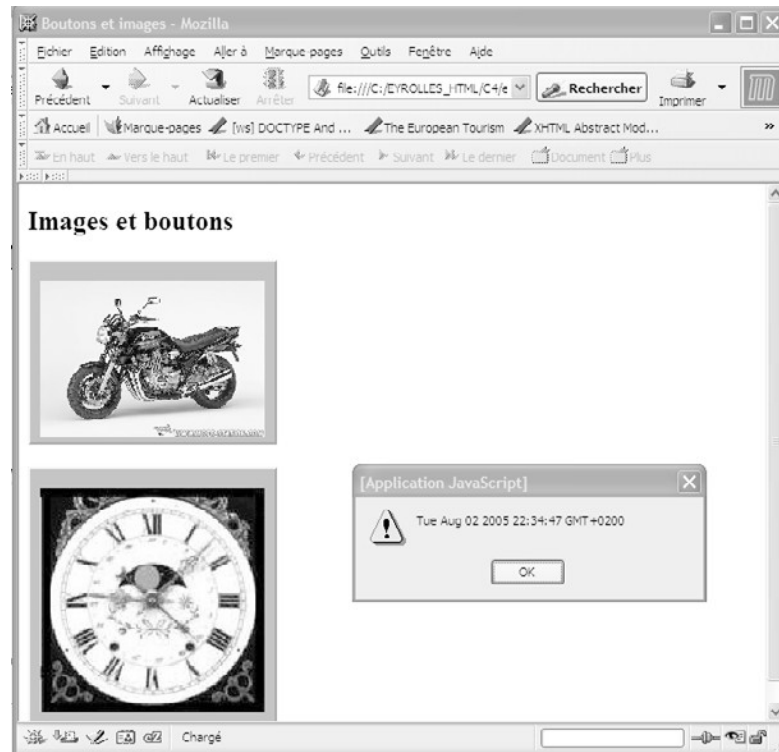 Boutons et images - Mozilla
Fichier Edition Affichage Aller à Marque-pages Outils Fenêtre Aide
Précédent Suivant Actualiser Arrêter file:///C:/EYROLLES_HTML/C4/e Rechercher Imprimer
Accueil Marque-pages [ws] DOCTYPE And ... The European Tourism XHTML Abstract Mod...
En haut Vers le haut Le premier Précédent Suivant Le dernier Document Plus
Images et boutons
[Application JavaScript]
Tue Aug 02 2005 22:34:47 GMT+0200
OK
Chargé